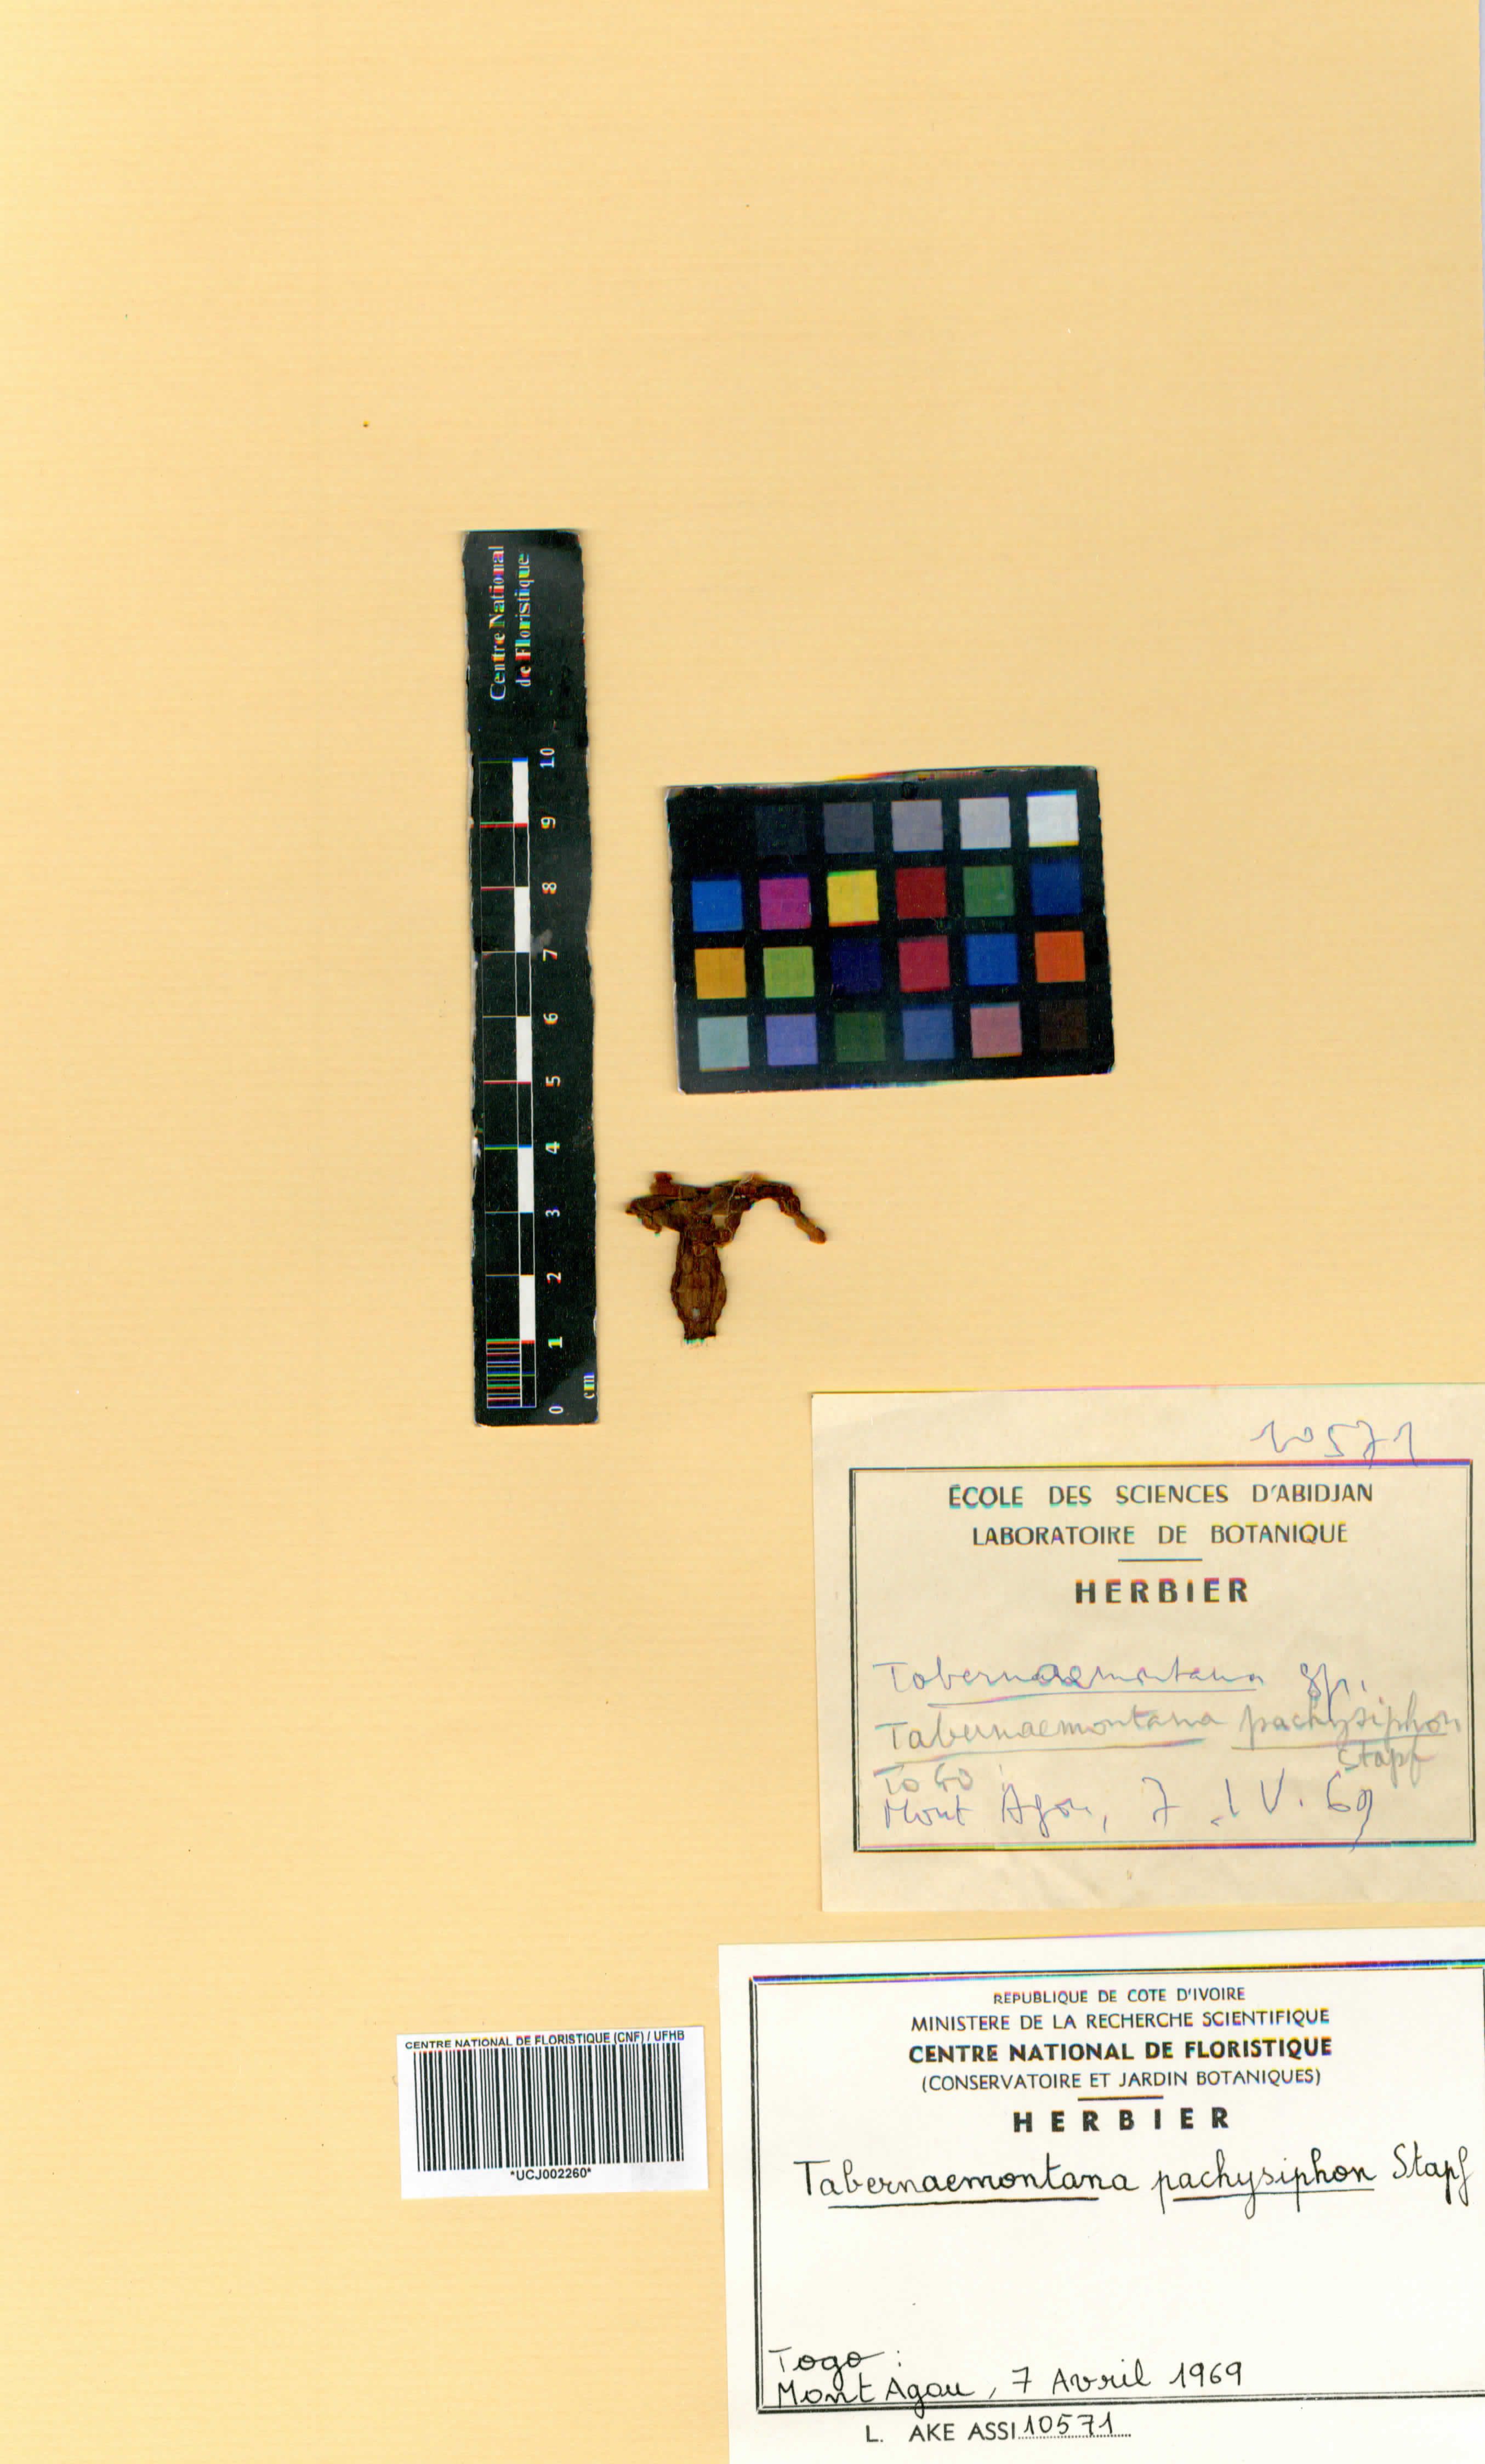 Centre National
de Floristique
10
9
8
7
6
5
4
3
2
1
0
cm
10571
ÉCOLE DES SCIENCES D'ABIDJAN
LABORATOIRE DE BOTANIQUE
HERBIER
Tabernaemontana sp.
Tabernaemontana pachysiphon
Stapf
TOGO :
Mont Agou, 7.IV.69
REPUBLIQUE DE COTE D'IVOIRE
MINISTERE DE LA RECHERCHE SCIENTIFIQUE
CENTRE NATIONAL DE FLORISTIQUE
(CONSERVATOIRE ET JARDIN BOTANIQUES)
HERBIER
Tabernaemontana pachysiphon Stapf
Togo :
Mont Agou, 7 Avril 1969
L. AKE ASSI 10571
CENTRE NATIONAL DE FLORISTIQUE (CNF) / UFHB
*UCJ002260*